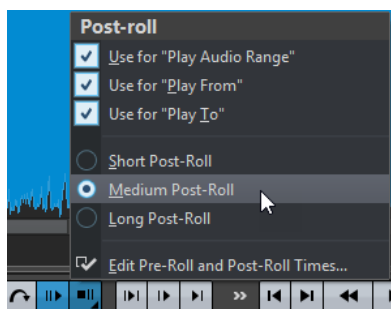 Post-roll
Use for "Play Audio Range"
Use for "Play From"
Use for "Play To"
Short Post-Roll
Medium Post-Roll
Long Post-Roll
Edit Pre-Roll and Post-Roll Times...